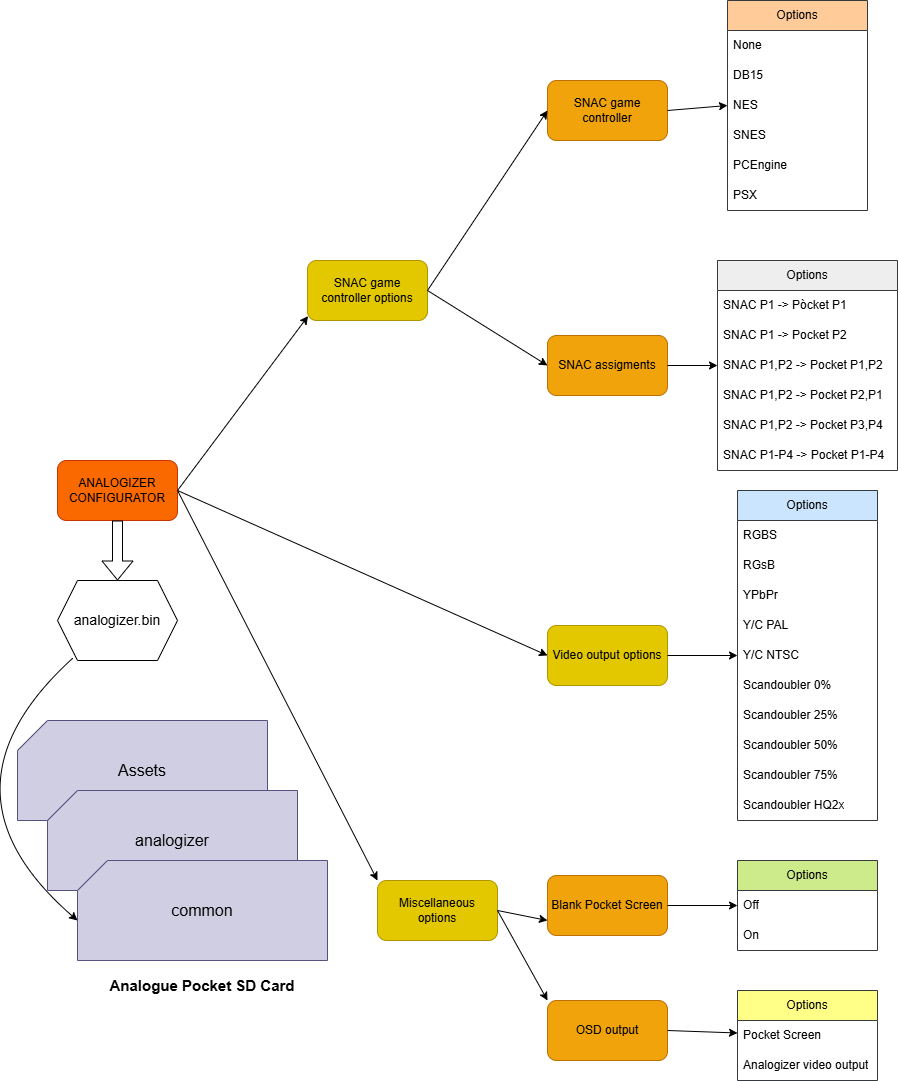 Options
None
DB15
NES
SNES
PCEngine
PSX
SNAC game
controller
SNAC game
controller options
Options
SNAC P1 -> Pòcket P1
SNAC P1 -> Pocket P2
SNAC P1,P2 -> Pocket P1,P2
SNAC P1,P2 -> Pocket P2,P1
SNAC P1,P2 -> Pocket P3,P4
SNAC P1-P4 -> Pocket P1-P4
SNAC assigments
ANALOGIZER
CONFIGURATOR
analogizer.bin
Options
RGBS
RGsB
YPbPr
Y/C PAL
Y/C NTSC
Scandoubler 0%
Scandoubler 25%
Scandoubler 50%
Scandoubler 75%
Scandoubler HQ2x
Video output options
Assets
analogizer
common
Analogue Pocket SD Card
Miscellaneous
options
Blank Pocket Screen
Options
Off
On
OSD output
Options
Pocket Screen
Analogizer video output